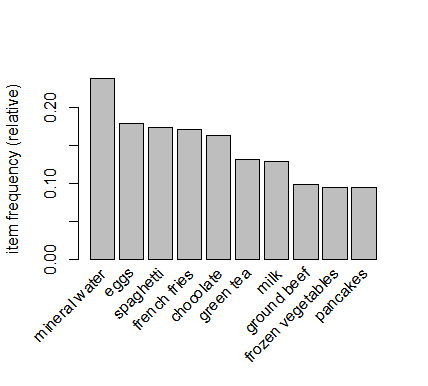 item frequency (relative)
0.20
0.10
0.00
mineral water
eggs
spaghetti
french fries
chocolate
green tea
milk
ground beef
frozen vegetables
pancakes